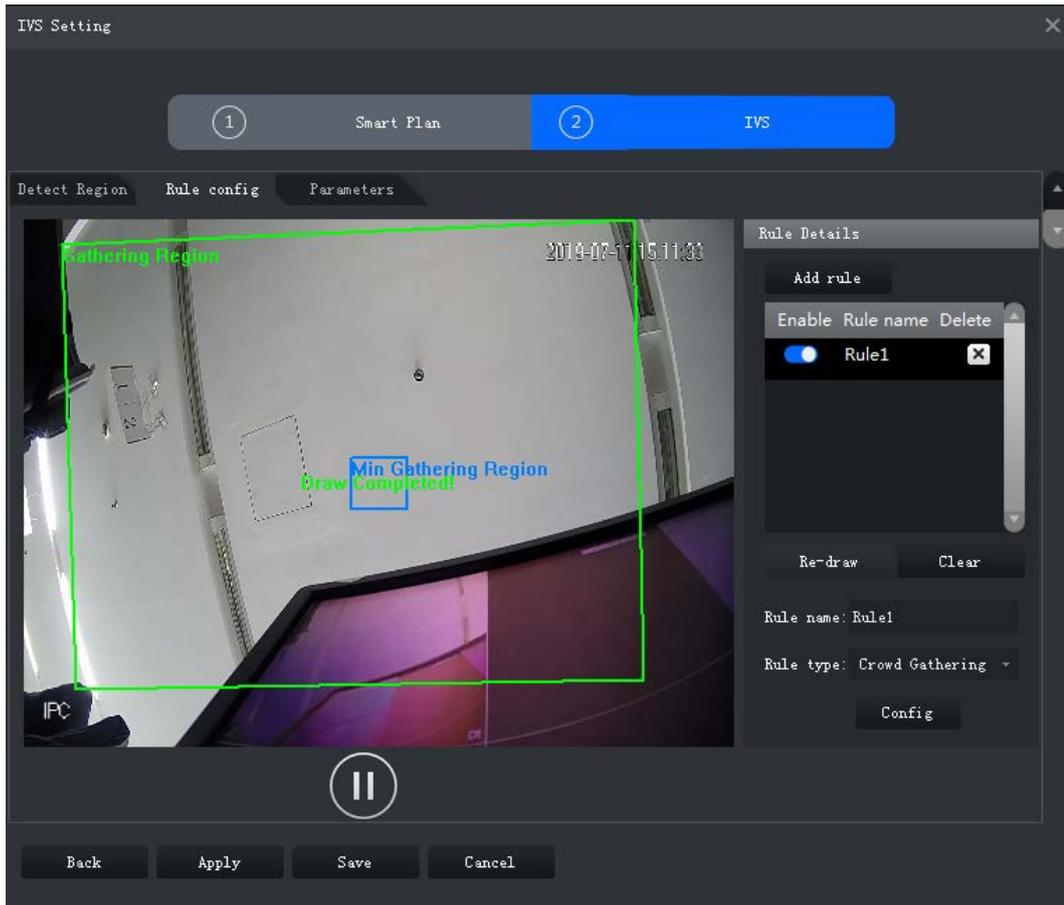 IVS Setting
1 Smart Plan 2 IVS
Detect Region Rule config Parameters
Gathering Region
2019-07-11 15:11:33
Min Gathering Region
Draw Completed!
IPC
Rule Details
Add rule
Enable Rule name Delete
Rule1
Re-draw Clear
Rule name: Rule1
Rule type: Crowd Gathering
Config
Back Apply Save Cancel